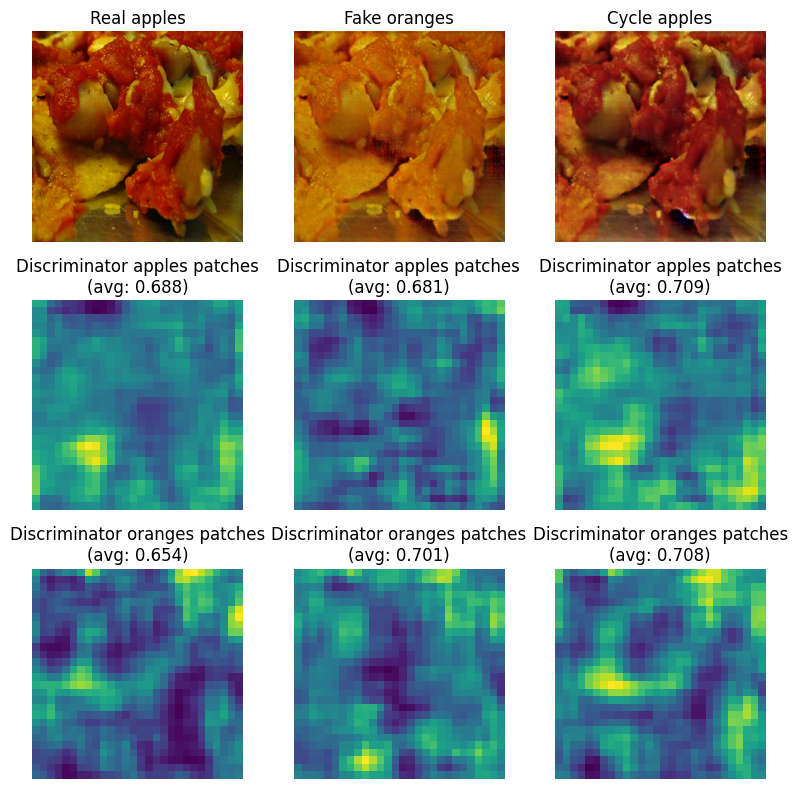 Real apples
Fake oranges
Cycle apples
Discriminator apples patches
(avg: 0.688)
Discriminator apples patches
(avg: 0.681)
Discriminator apples patches
(avg: 0.709)
Discriminator oranges patches
(avg: 0.654)
Discriminator oranges patches
(avg: 0.701)
Discriminator oranges patches
(avg: 0.708)